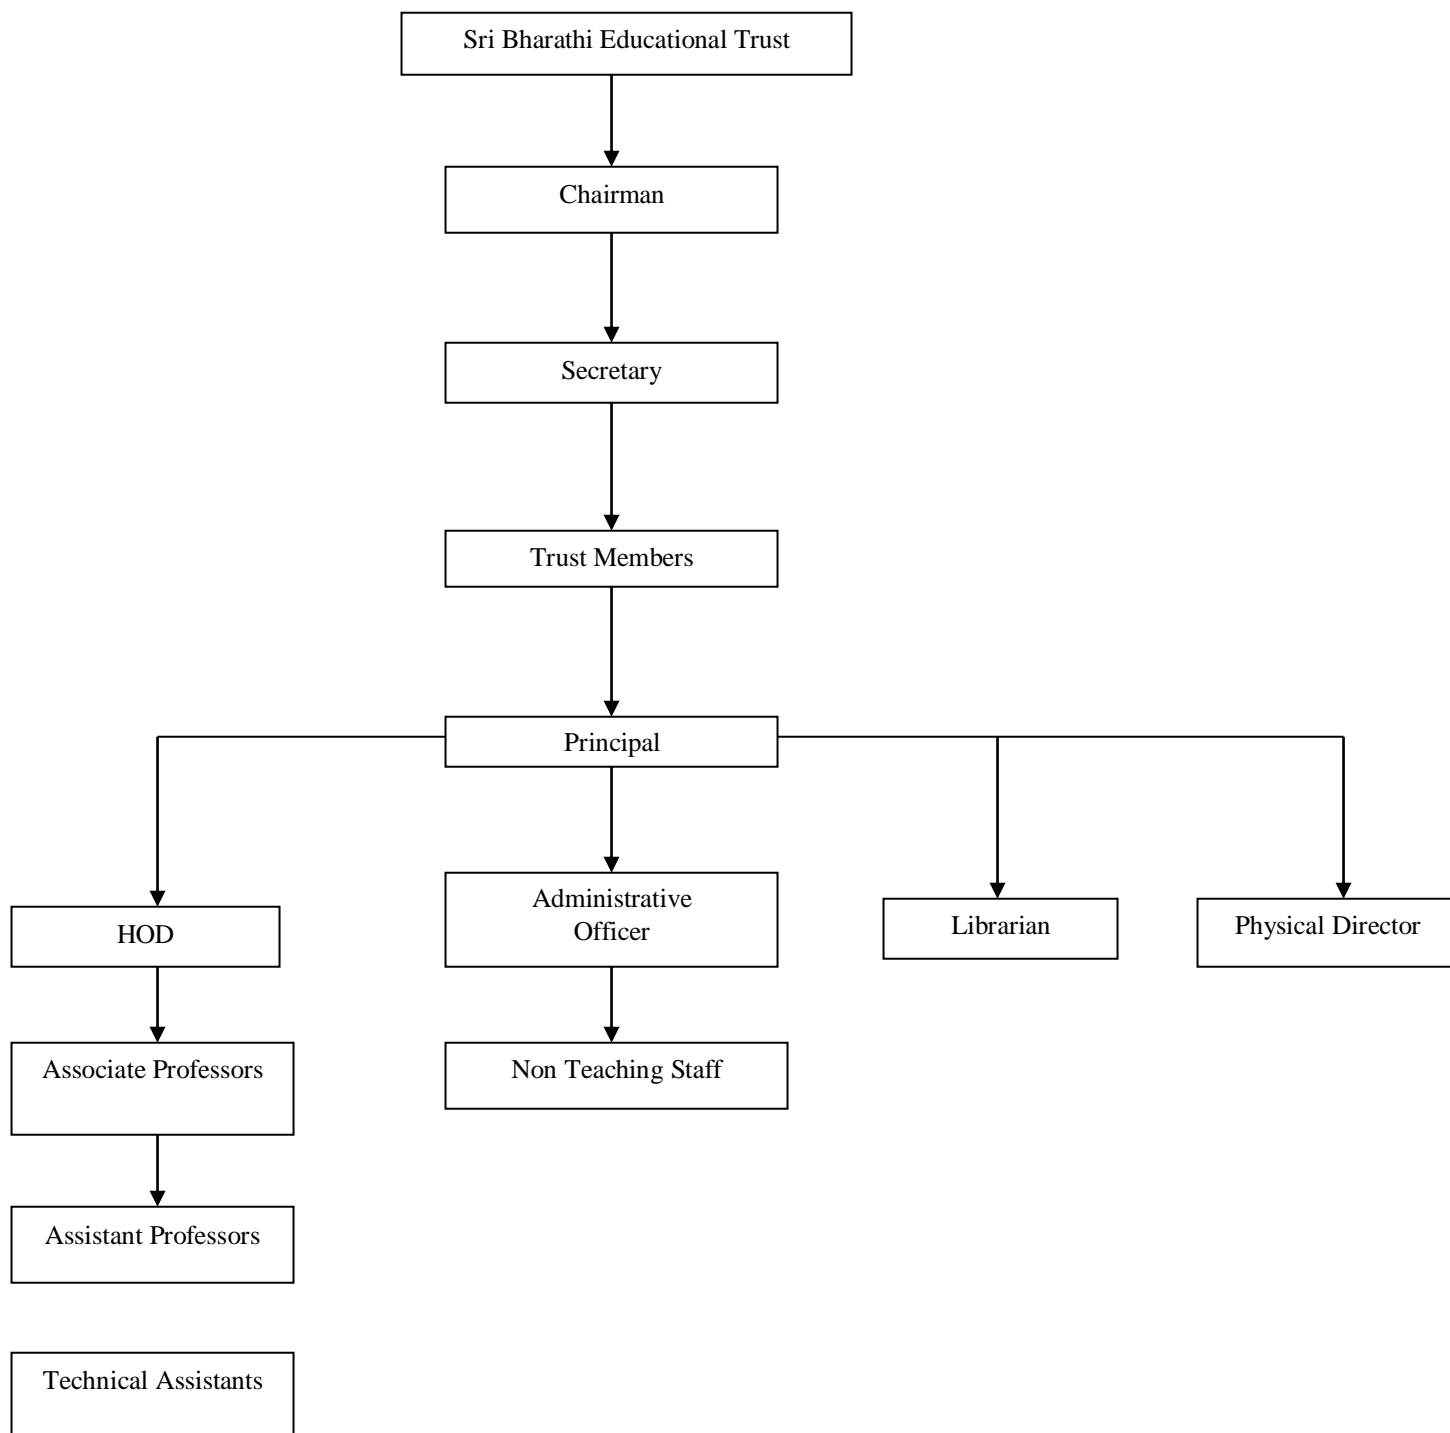 Sri Bharathi Educational Trust
Chairman
Secretary
Trust Members
Principal
HOD
Administrative
Officer
Librarian
Physical Director
Associate Professors
Non Teaching Staff
Assistant Professors
Technical Assistants